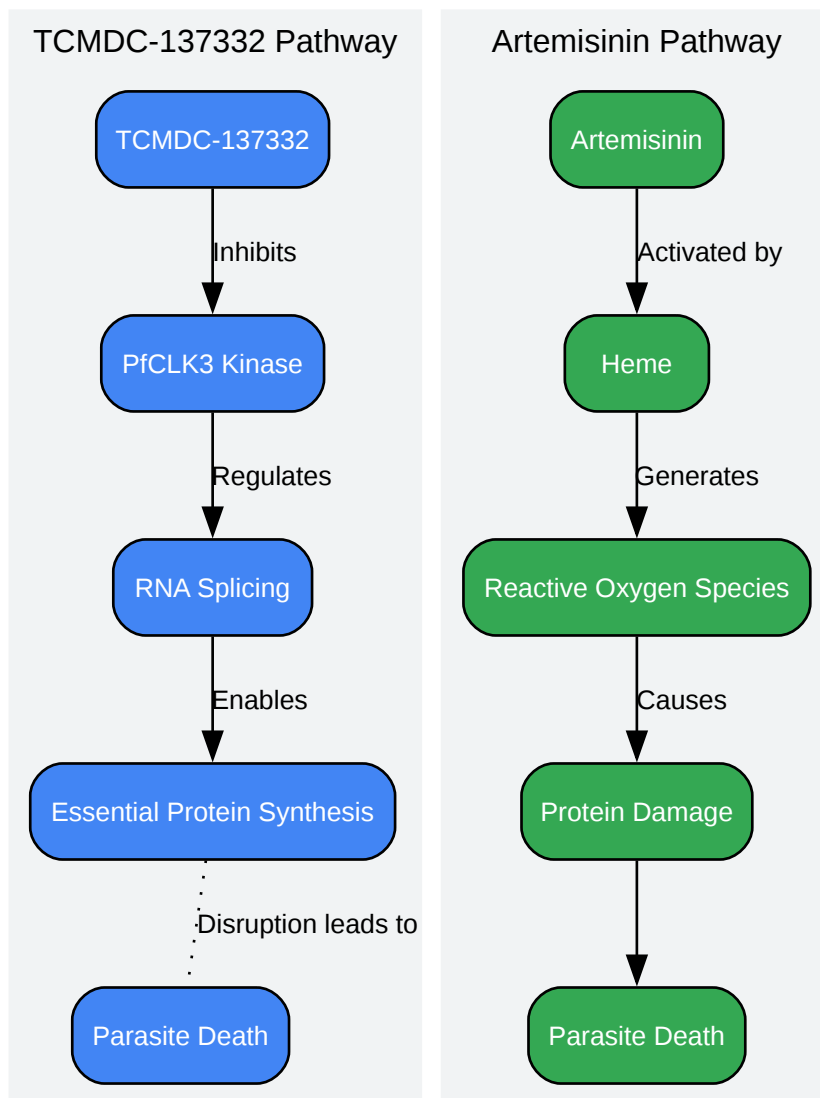 TCMDC-137332 Pathway
TCMDC-137332
Inhibits
PfCLK3 Kinase
Regulates
RNA Splicing
Enables
Essential Protein Synthesis
Disruption leads to
Parasite Death
Artemisinin Pathway
Artemisinin
Activated by
Heme
Generates
Reactive Oxygen Species
Causes
Protein Damage
Parasite Death